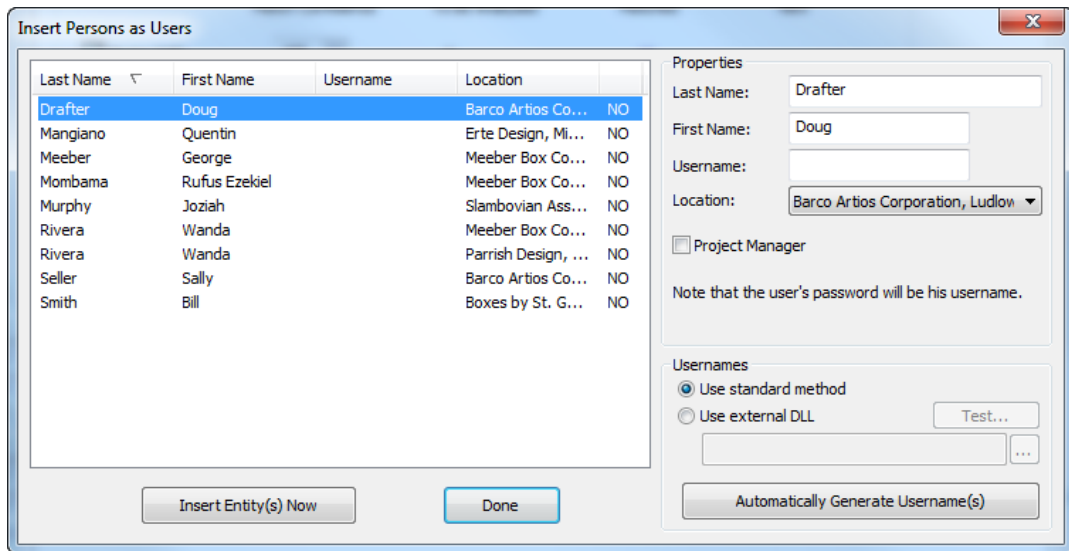 Insert Persons as Users
Last Name First Name Username Location
Drafter Doug Barco Artios Co... NO
Mangiano Quentin Erte Design, Mi... NO
Meeber George Meeber Box Co... NO
Mombama Rufus Ezekiel Meeber Box Co... NO
Murphy Joziah Slambovian Ass... NO
Rivera Wanda Meeber Box Co... NO
Rivera Wanda Parrish Design, ... NO
Seller Sally Barco Artios Co... NO
Smith Bill Boxes by St. G... NO
Insert Entity(s) Now Done
Properties
Last Name: Drafter
First Name: Doug
Username:
Location: Barco Artios Corporation, Ludlow
Project Manager
Note that the user's password will be his username.
Usernames
Use standard method
Use external DLL Test...
...
Automatically Generate Username(s)